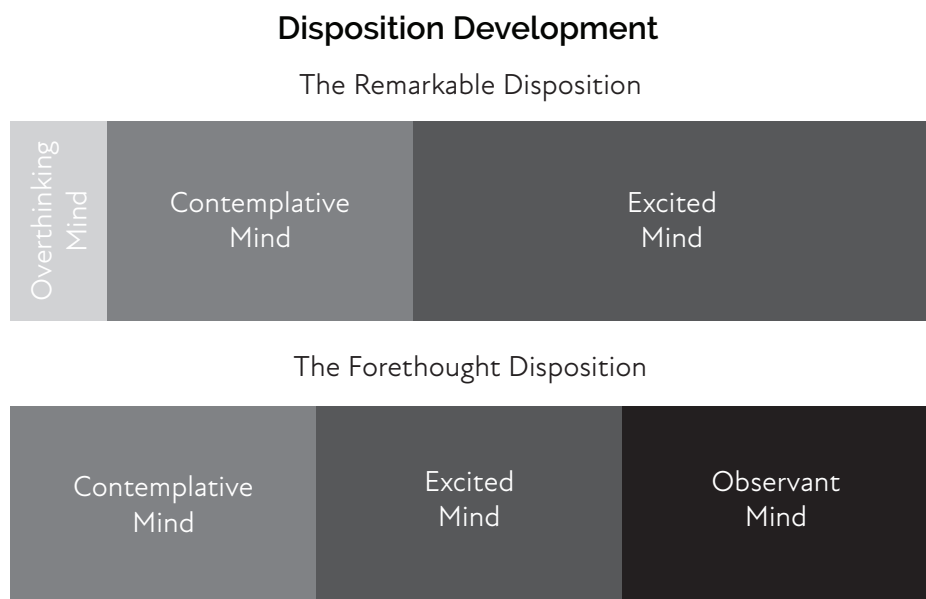 Disposition Development
The Remarkable Disposition
Overthinking
Mind
Contemplative
Mind
Excited
Mind
The Forethought Disposition
Contemplative
Mind
Excited
Mind
Observant
Mind